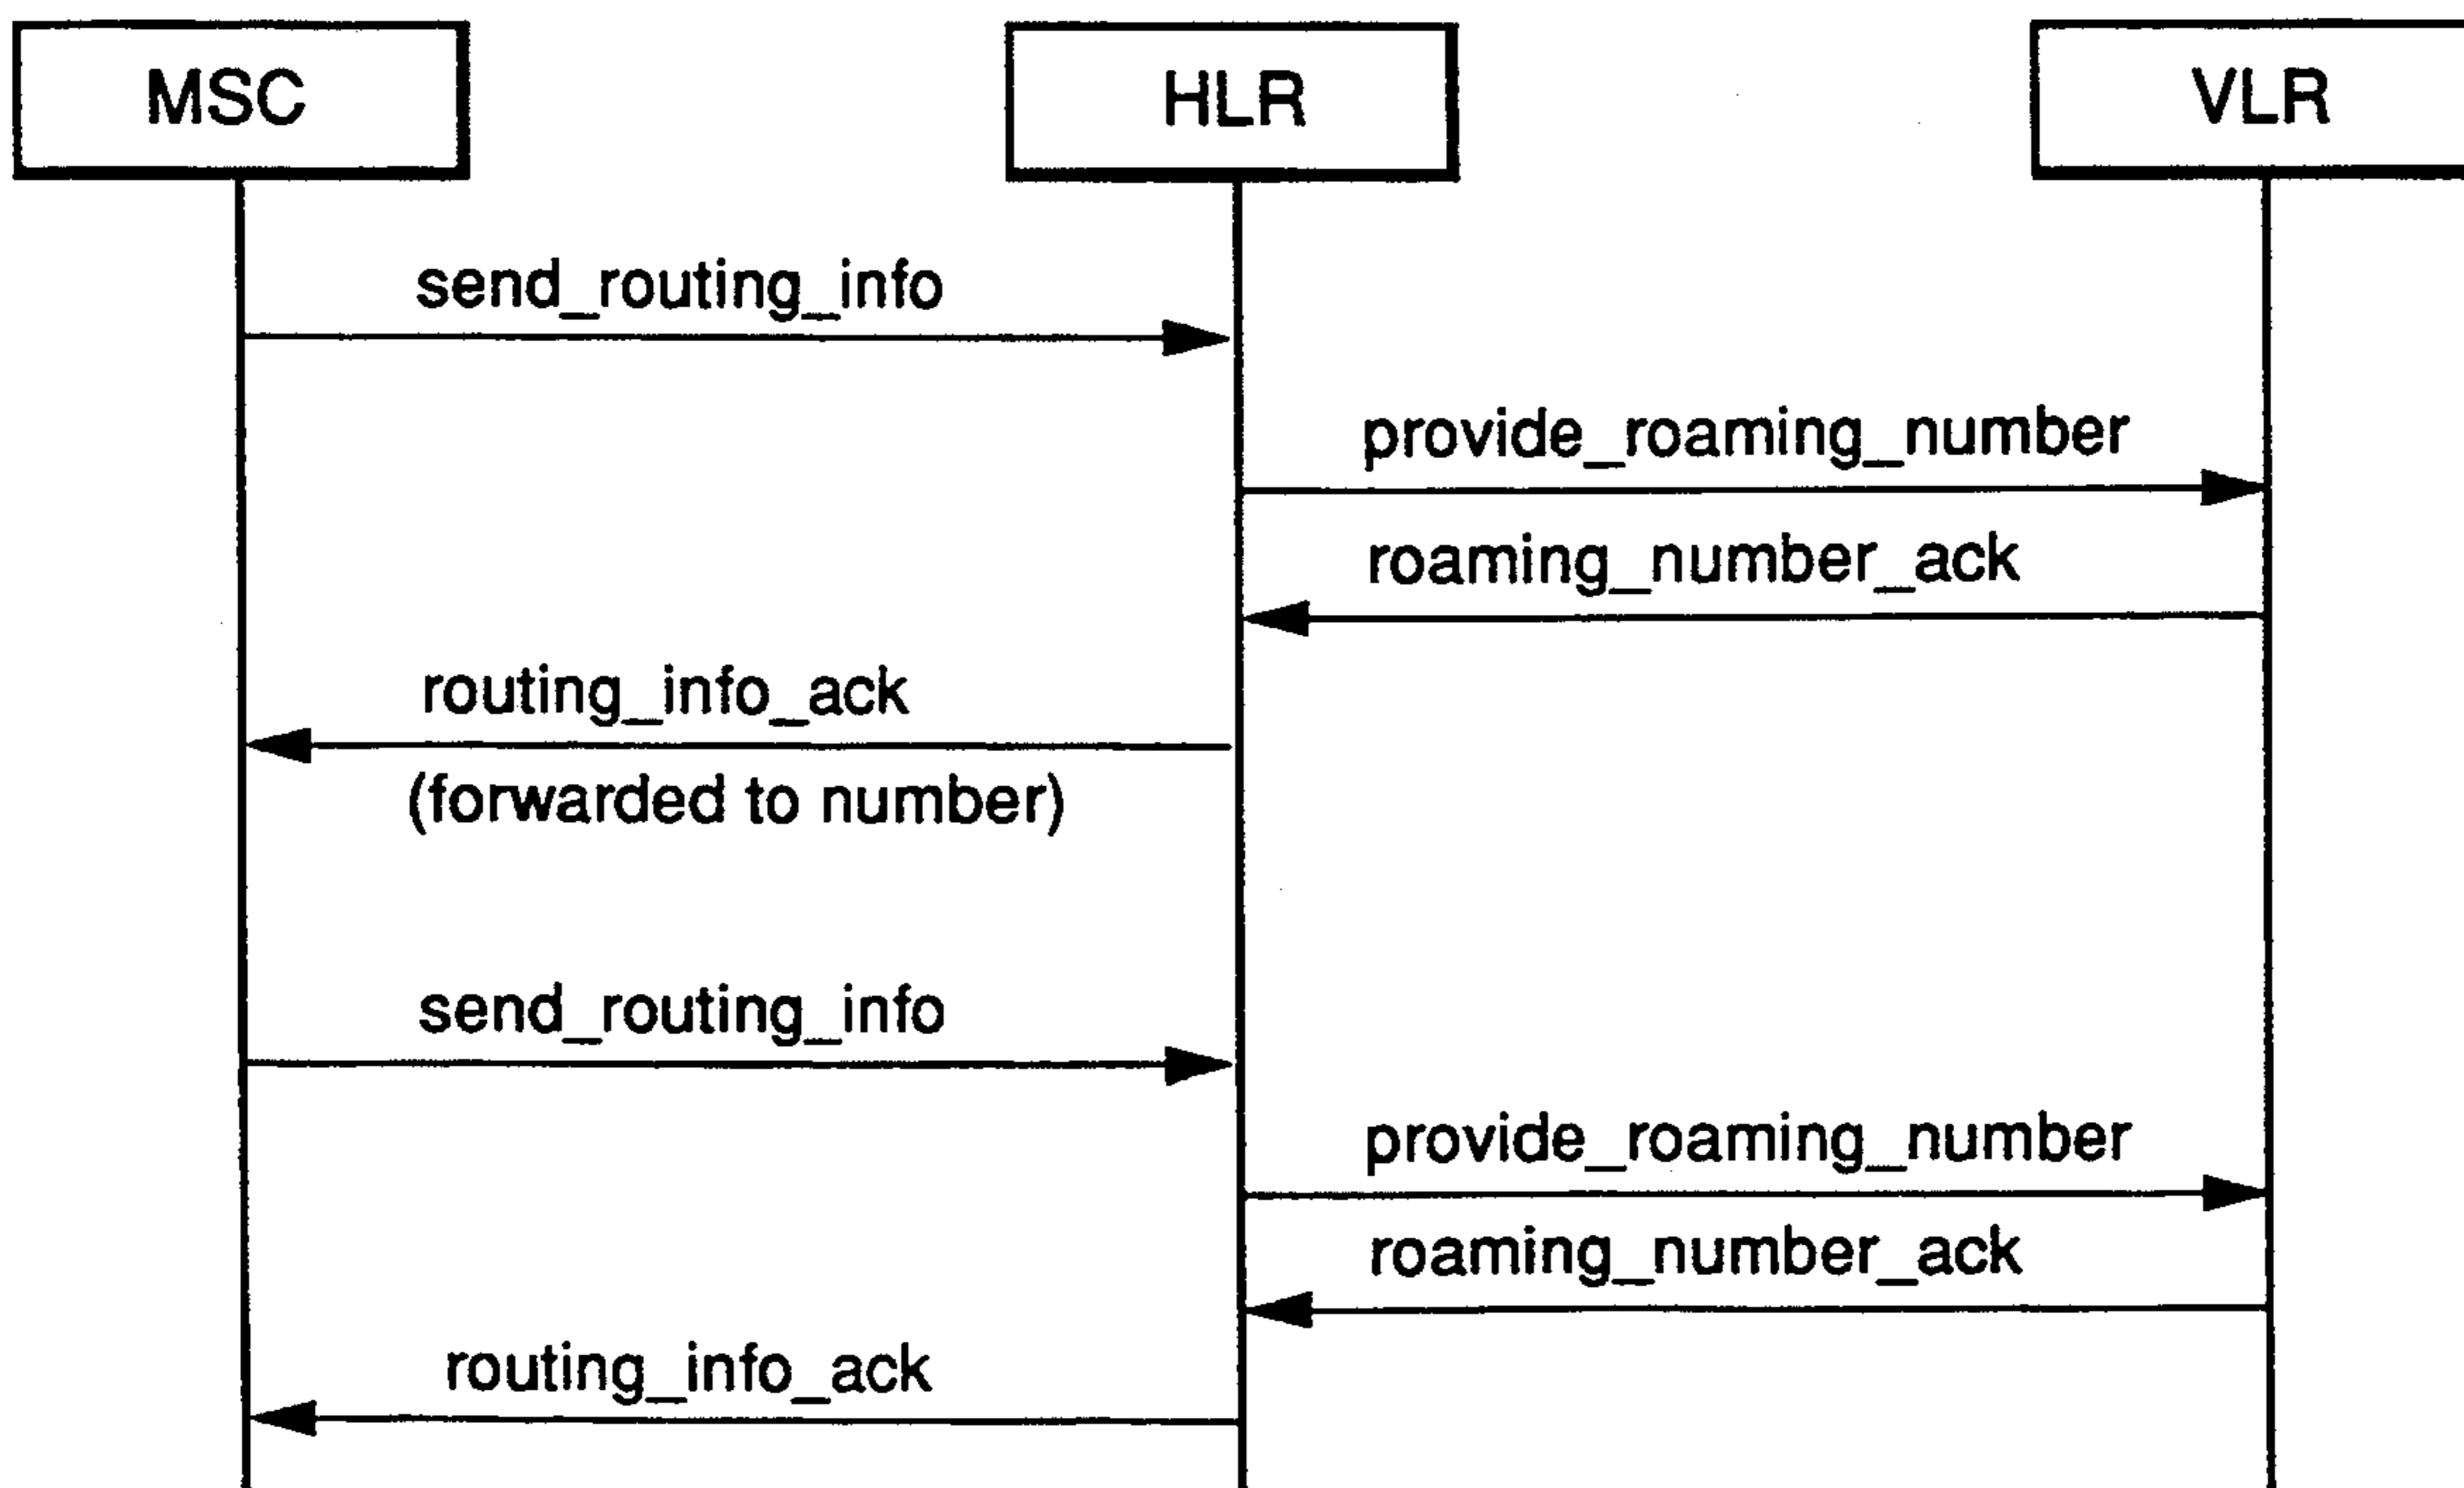 MSC
HLR
VLR
send_routing_info
provide_roaming_number
roaming_number_ack
routing_info_ack
(forwarded to number)
send_routing_info
provide_roaming_number
roaming_number_ack
routing_info_ack